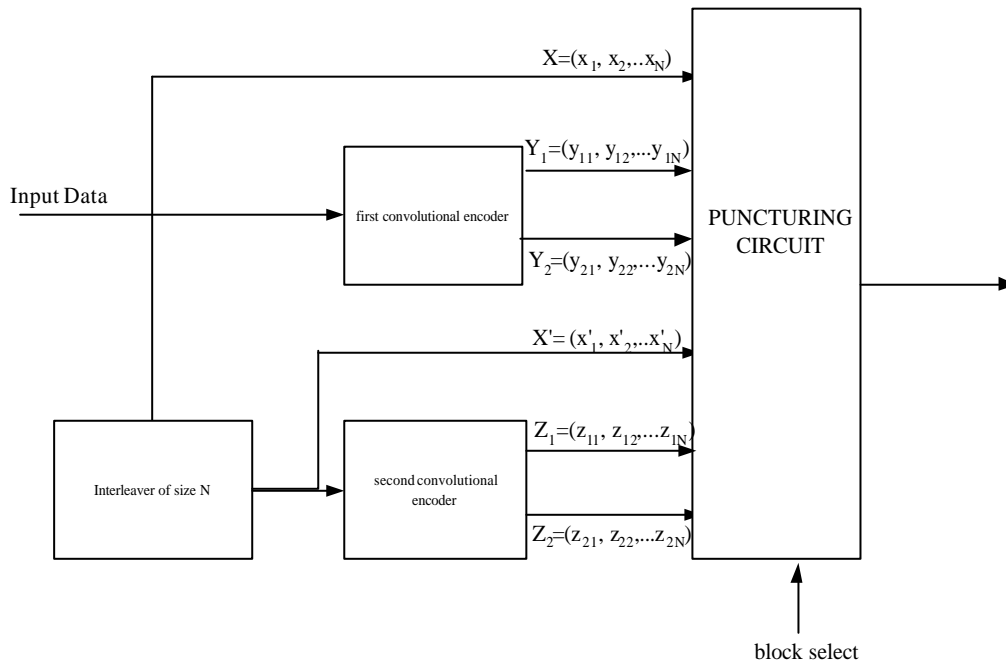 X=(x1, x2,..xN)
Y1=(y11, y12,...y1N)
Input Data
first convolutional encoder
PUNCTURING
CIRCUIT
Y2=(y21, y22,...y2N)
X'= (x'1, x'2,..x'N)
Z1=(z11, z12,...z1N)
Interleaver of size N
second convolutional
encoder
Z2=(z21, z22,...z2N)
block select